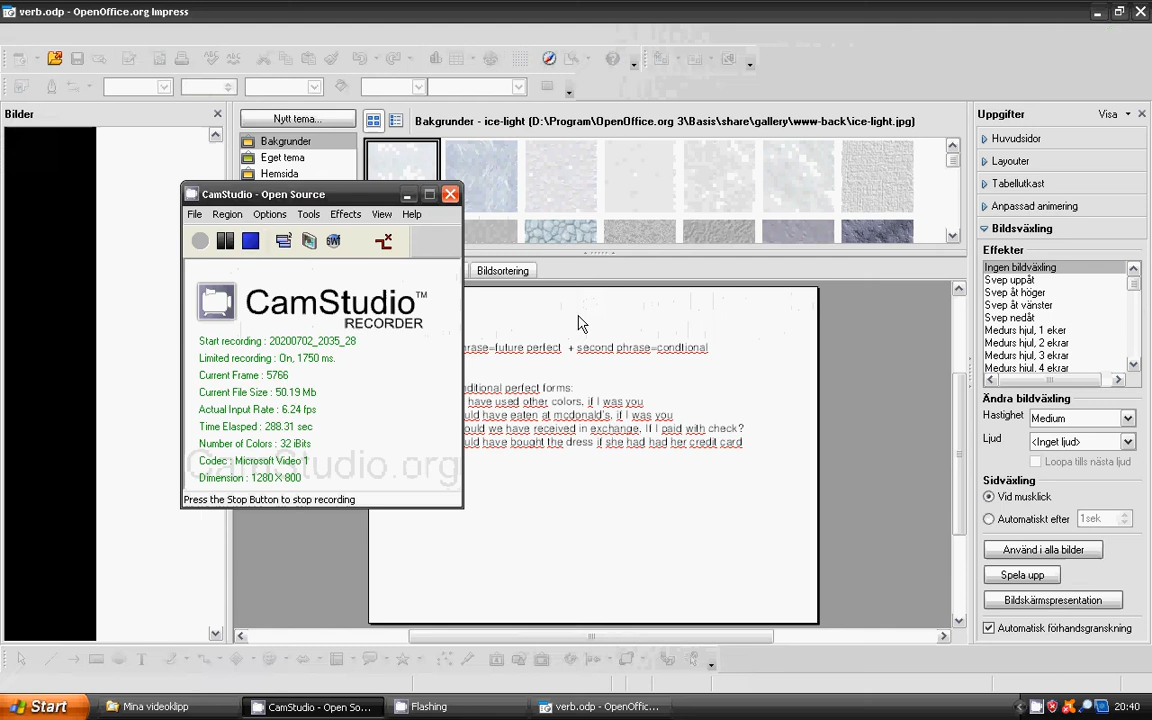 verb.odp - OpenOffice.org Impress
Bilder
Nytt tema...
Bakgrunder
Eget tema
Hemsida
Bakgrunder - ice-light (D:\Program\OpenOffice.org 3\Basis\share\gallery\www-back\ice-light.jpg)
CamStudio - Open Source
File Region Options Tools Effects View Help
CamStudio™
RECORDER
Start recording : 20200702_2035_28
Limited recording : On, 1750 ms.
Current Frame : 5766
Current File Size : 50.19 Mb
Actual Input Rate : 6.24 fps
Time Elasped : 288.31 sec
Number of Colors : 32 iBits
Codec : Microsoft Video 1
Dimension : 1280 X 800
CamStudio.org
Press the Stop Button to stop recording
Bildsortering
hrase=future perfect + second phrase=condtional
ditional perfect forms:
have used other colors, if I was you
uld have eaten at mcdonald's, if I was you
ould we have received in exchange, If I paid with check?
uld have bought the dress if she had had her credit card
Uppgifter
Visa
Huvudsidor
Layouter
Tabellutkast
Anpassad animering
Bildsväxling
Effekter
Ingen bildväxling
Svep uppåt
Svep åt höger
Svep åt vänster
Svep nedåt
Medurs hjul, 1 eker
Medurs hjul, 2 ekrar
Medurs hjul, 3 ekrar
Medurs hjul, 4 ekrar
Ändra bildväxling
Hastighet Medium
Ljud <Inget ljud>
Loopa tills nästa ljud
Sidväxling
Vid musklick
Automatiskt efter 1sek
Använd i alla bilder
Spela upp
Bildskärmspresentation
Automatisk förhandsgranskning
Start
Mina videoklipp
CamStudio - Open So...
Flashing
verb.odp - OpenOffic...
20:40